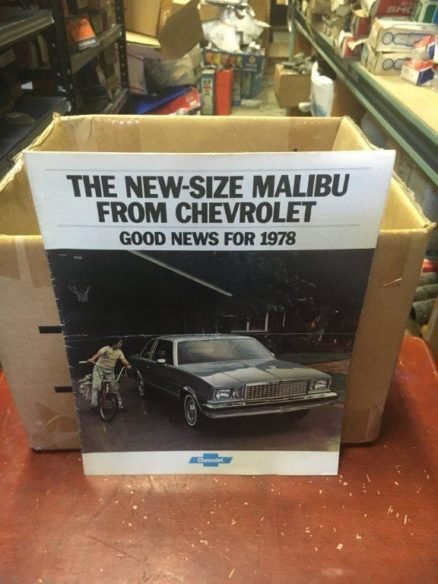 THE NEW-SIZE MALIBU
FROM CHEVROLET
GOOD NEWS FOR 1978
Chevrolet